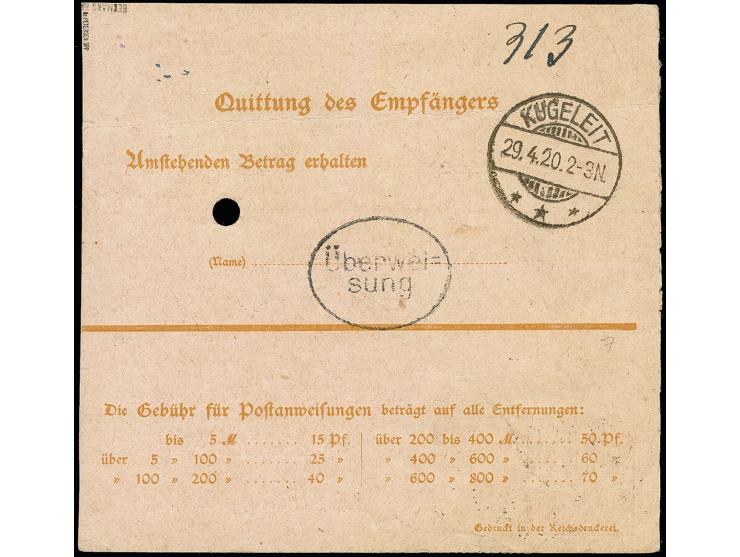 313
Quittung des Empfängers
KUGELEIT
29.4.20.2-3N.
Umstehenden Betrag erhalten
(Name)
Überwei=
sung
7
Die Gebühr für Postanweisungen beträgt auf alle Entfernungen:
bis 5 M. ....... 15 Pf. über 200 bis 400 M. ....... 50 Pf.
über 5 » 100 » ....... 25 » » 400 » 600 » ....... 60 »
» 100 » 200 » ....... 40 » » 600 » 800 » ....... 70 »
Gedruckt in der Reichsdruckerei.